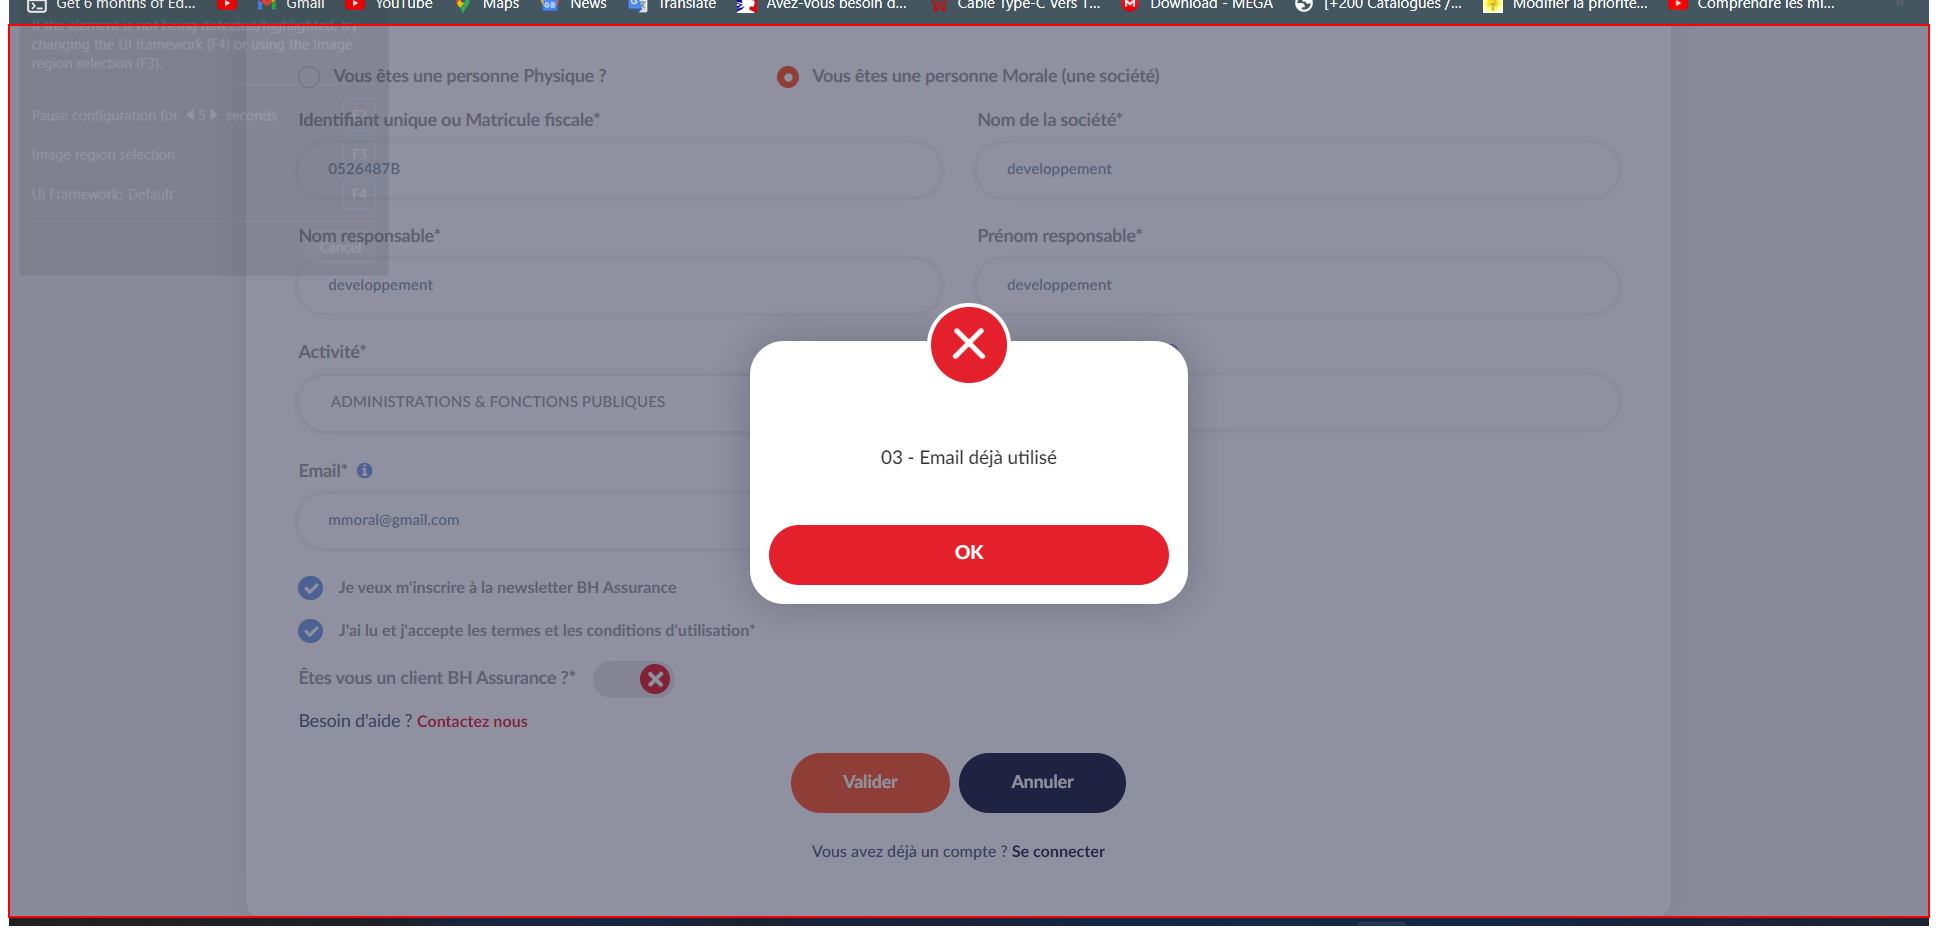 Get 6 months of Ed... Gmail YouTube Maps News Translate Avez-vous besoin d... Cable Type-C Vers T... Download - MEGA [+200 Catalogues /... Modifier la priorité... Comprendre les mi...
If the element is not being detected/highlighted, try
changing the UI framework (F4) or using the Image
region selection (F3).
Vous êtes une personne Physique ? Vous êtes une personne Morale (une société)
Pause configuration for 5 seconds F2
Identifiant unique ou Matricule fiscale* Nom de la société*
Image region selection F3
0526487B developpement
UI Framework: Default F4
Nom responsable* Prénom responsable*
Cancel
developpement developpement
Activité*
ADMINISTRATIONS & FONCTIONS PUBLIQUES
03 - Email déjà utilisé
Email*
mmoral@gmail.com
OK
Je veux m'inscrire à la newsletter BH Assurance
J'ai lu et j'accepte les termes et les conditions d'utilisation*
Êtes vous un client BH Assurance ?*
Besoin d'aide ? Contactez nous
Valider Annuler
Vous avez déjà un compte ? Se connecter